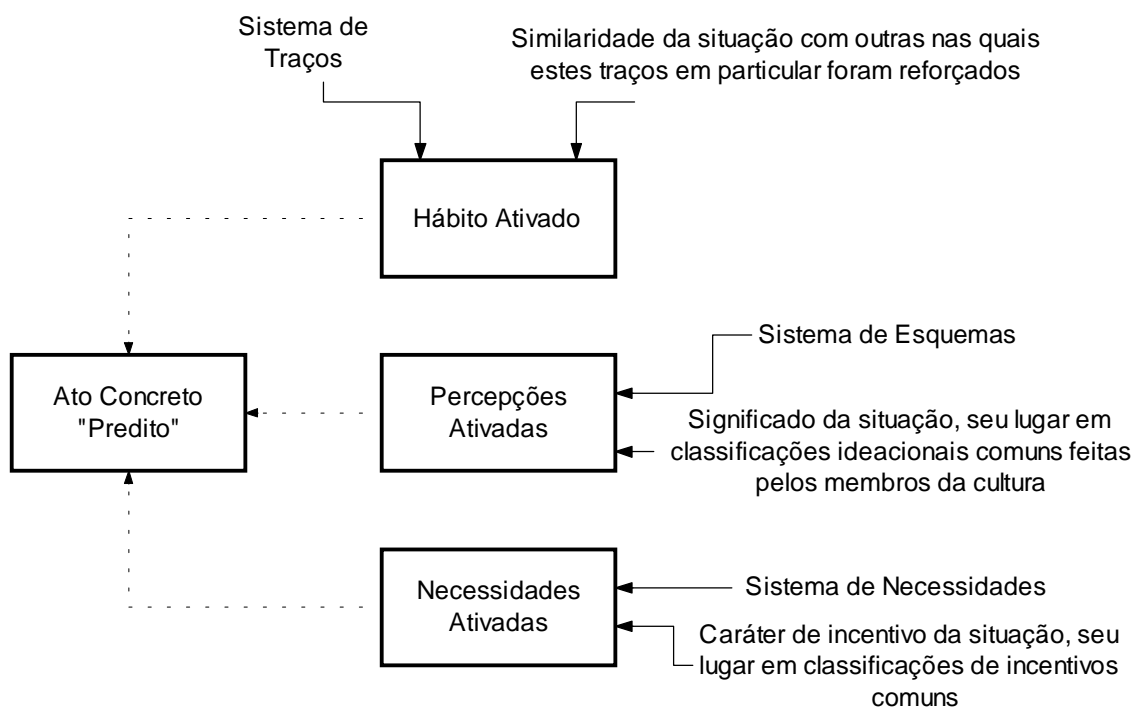 Sistema de
Traços
Similaridade da situação com outras nas quais
estes traços em particular foram reforçados
Hábito Ativado
Sistema de Esquemas
Ato Concreto
"Predito"
Percepções
Ativadas
Significado da situação, seu lugar em
classificações ideacionais comuns feitas
pelos membros da cultura
Necessidades
Ativadas
Sistema de Necessidades
Caráter de incentivo da situação, seu
lugar em classificações de incentivos
comuns